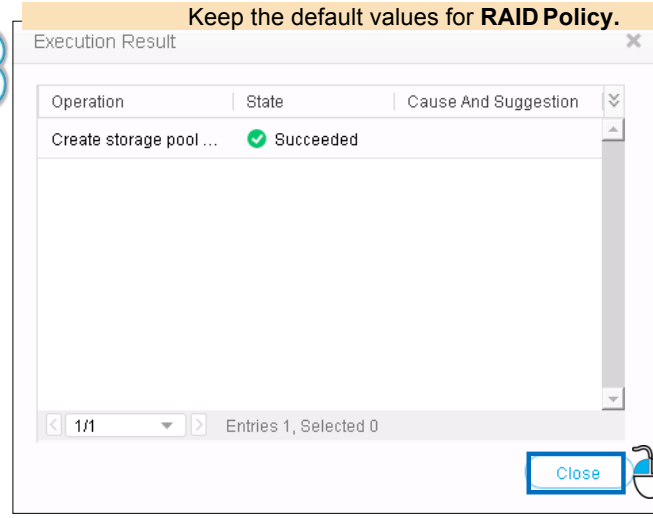 Keep the default values for RAID Policy.
Execution Result
Operation State Cause And Suggestion
Create storage pool ... Succeeded
1/1 Entries 1, Selected 0
Close